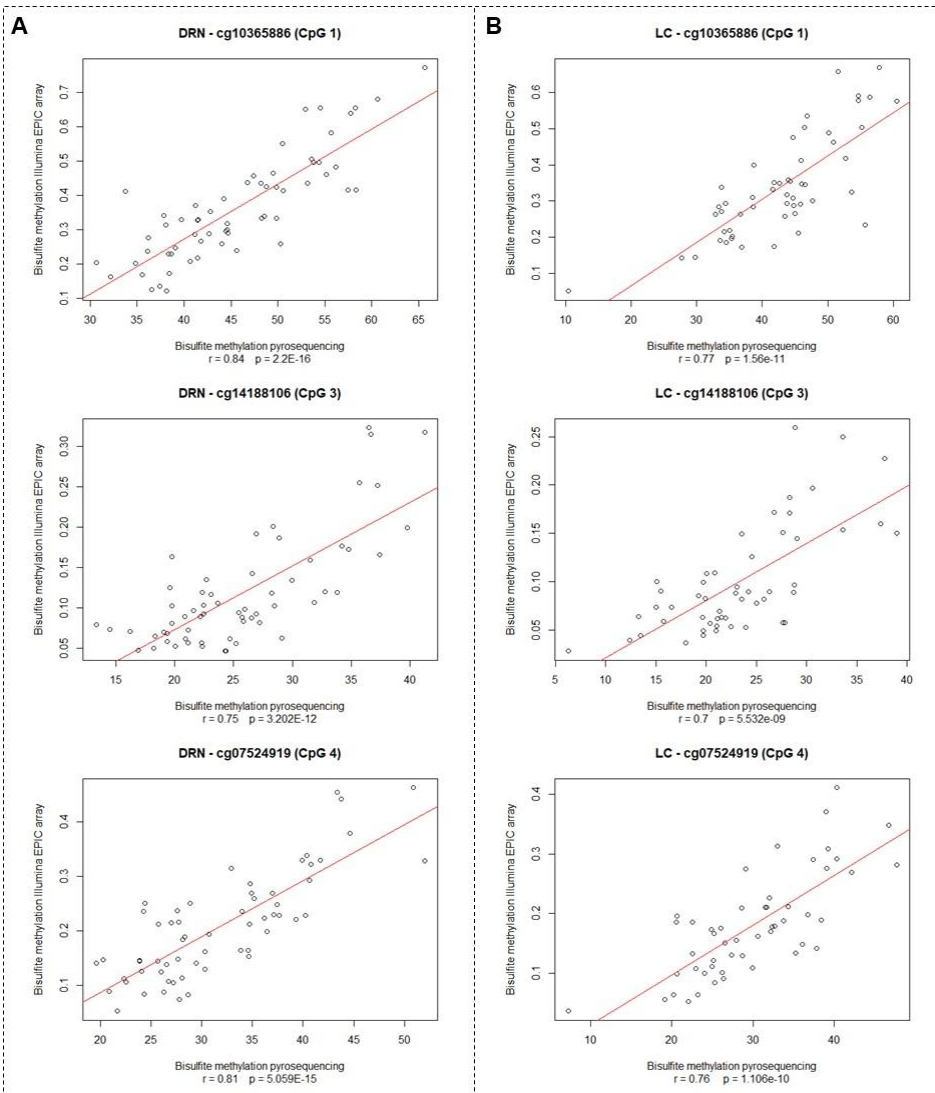 A
DRN - cg10365886 (CpG 1)
Bisulfite methylation Illumina EPIC array
0.1 0.2 0.3 0.4 0.5 0.6 0.7
30 35 40 45 50 55 60 65
Bisulfite methylation pyrosequencing
r = 0.84 p = 2.2E-16
DRN - cg14188106 (CpG 3)
Bisulfite methylation Illumina EPIC array
0.05 0.10 0.15 0.20 0.25 0.30
15 20 25 30 35 40
Bisulfite methylation pyrosequencing
r = 0.75 p = 3.202E-12
DRN - cg07524919 (CpG 4)
Bisulfite methylation Illumina EPIC array
0.1 0.2 0.3 0.4
20 25 30 35 40 45 50
Bisulfite methylation pyrosequencing
r = 0.81 p = 5.059E-15
B
LC - cg10365886 (CpG 1)
Bisulfite methylation Illumina EPIC array
0.1 0.2 0.3 0.4 0.5 0.6
10 20 30 40 50 60
Bisulfite methylation pyrosequencing
r = 0.77 p = 1.56e-11
LC - cg14188106 (CpG 3)
Bisulfite methylation Illumina EPIC array
0.05 0.10 0.15 0.20 0.25
5 10 15 20 25 30 35 40
Bisulfite methylation pyrosequencing
r = 0.7 p = 5.532e-09
LC - cg07524919 (CpG 4)
Bisulfite methylation Illumina EPIC array
0.1 0.2 0.3 0.4
10 20 30 40
Bisulfite methylation pyrosequencing
r = 0.76 p = 1.106e-10